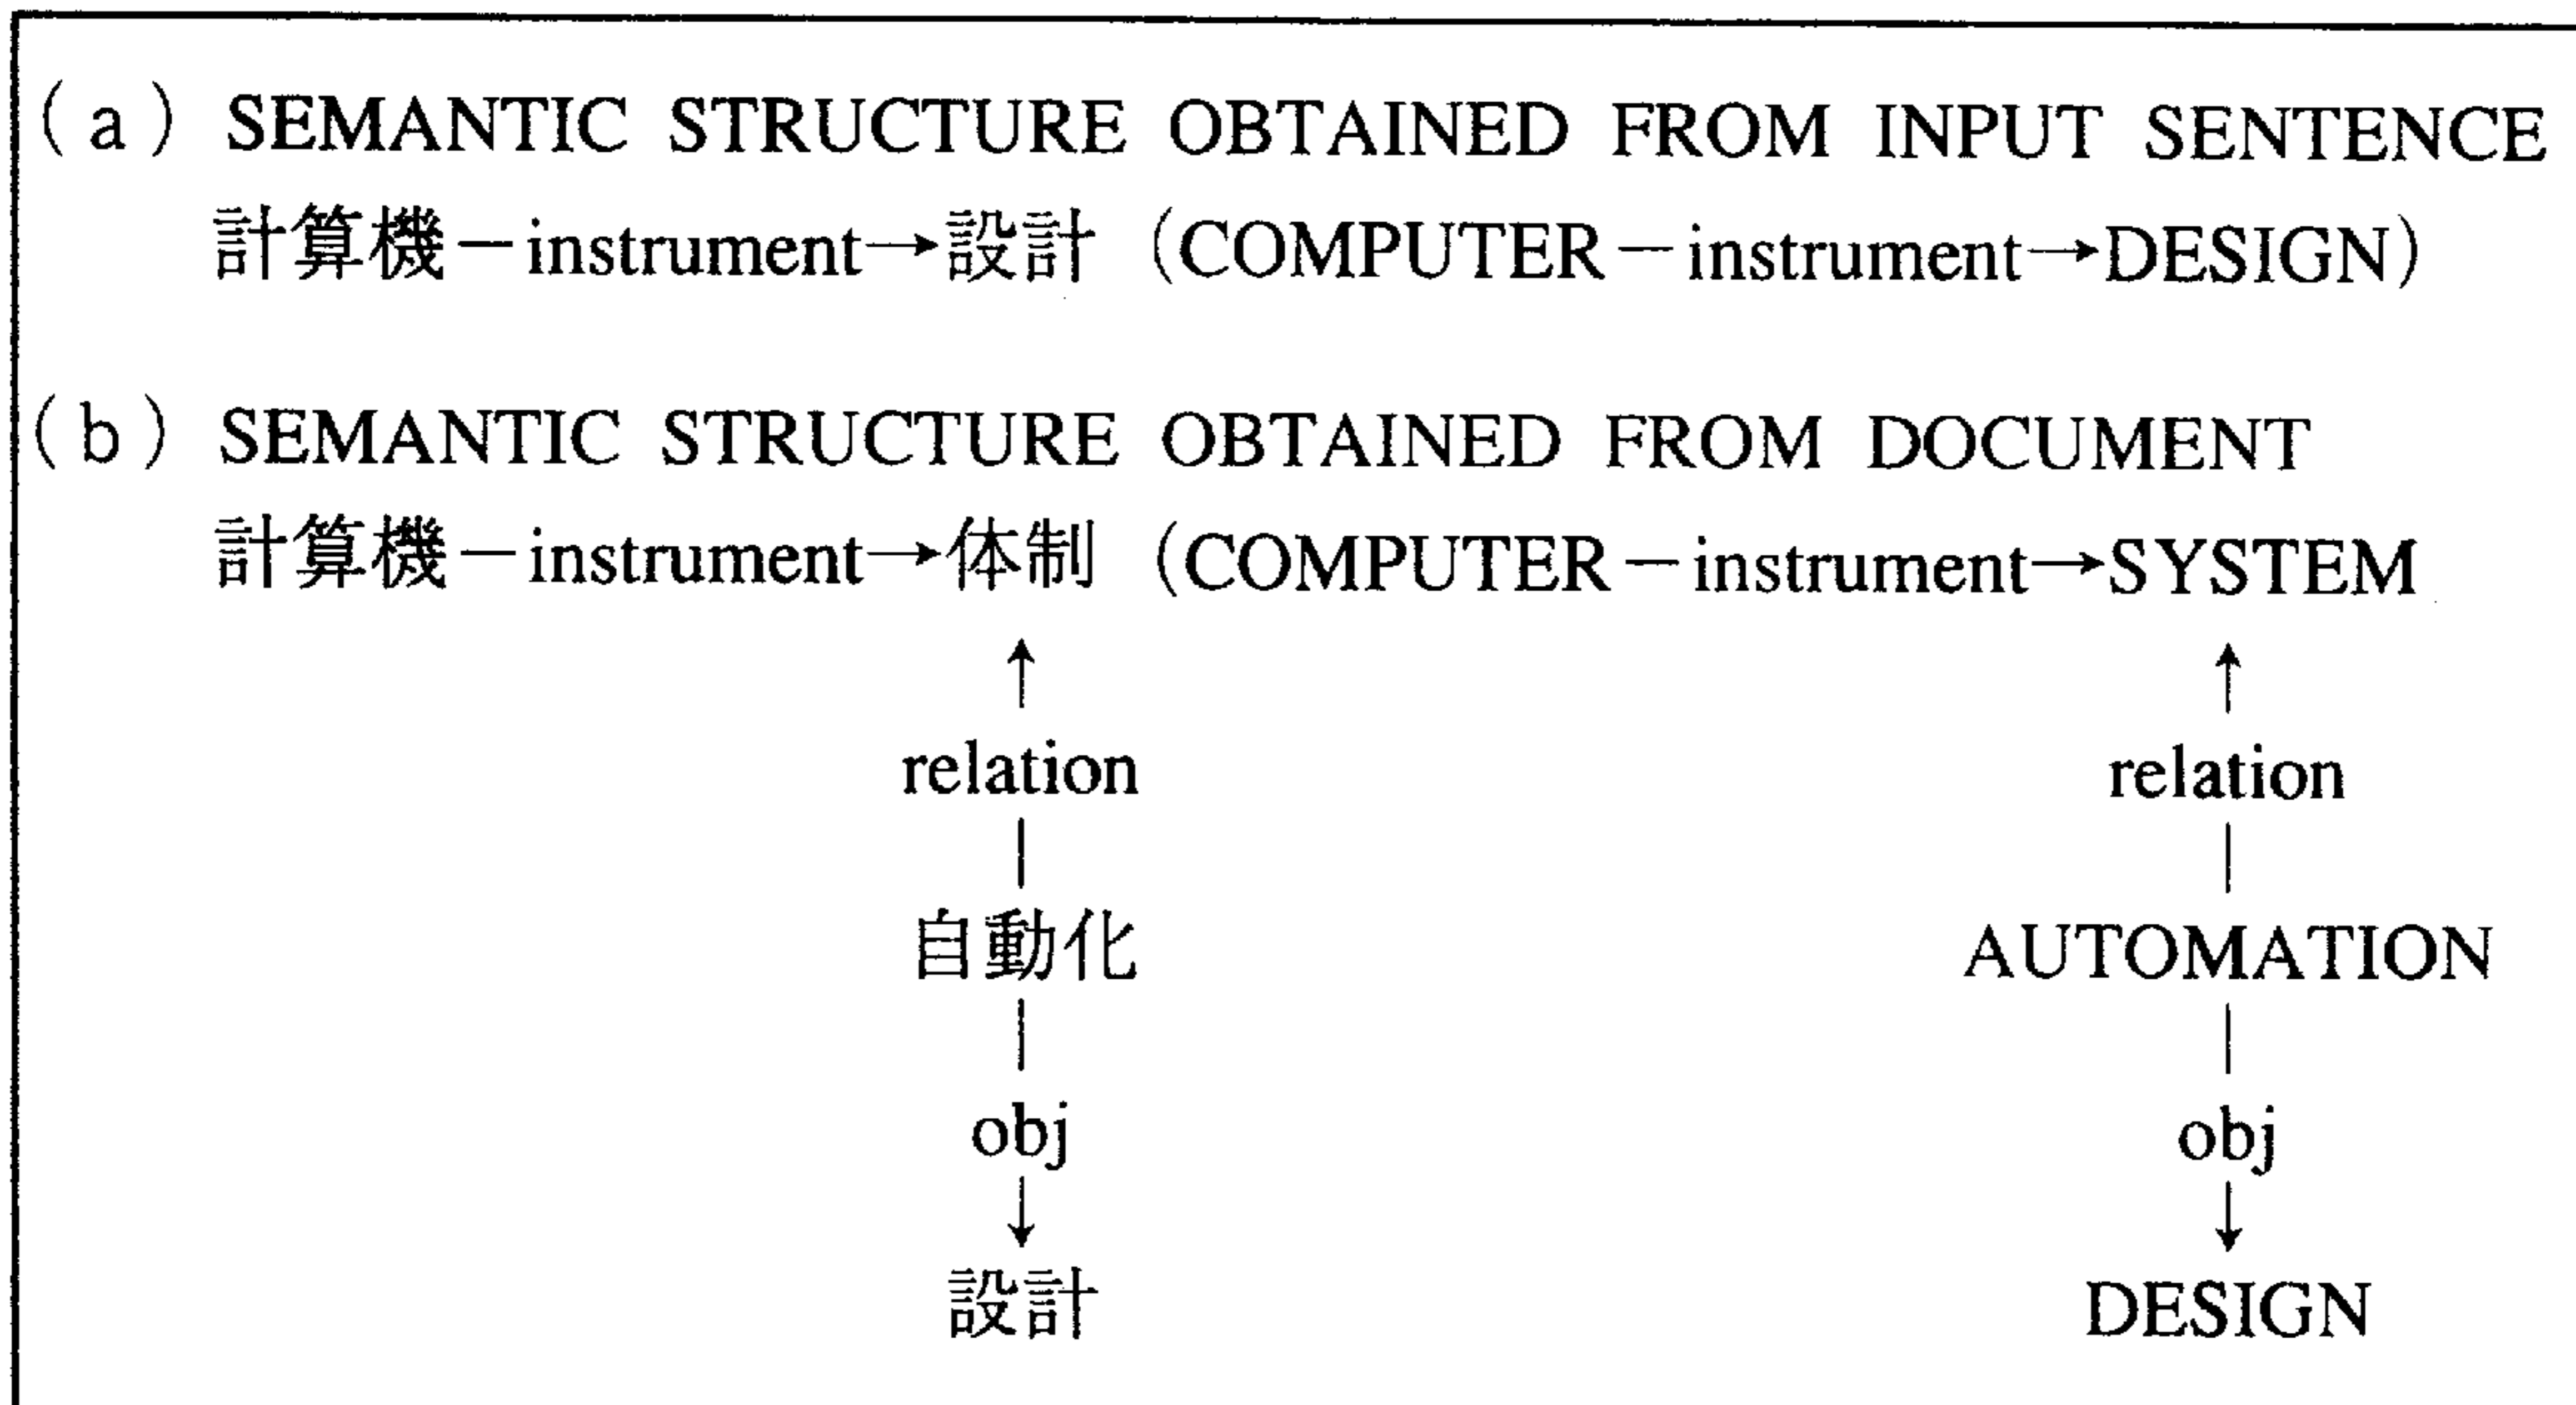 (a) SEMANTIC STRUCTURE OBTAINED FROM INPUT SENTENCE
計算機－instrument→設計 (COMPUTER－instrument→DESIGN)
(b) SEMANTIC STRUCTURE OBTAINED FROM DOCUMENT
計算機－instrument→体制 (COMPUTER－instrument→SYSTEM
relation relation
自動化 AUTOMATION
obj obj
設計 DESIGN